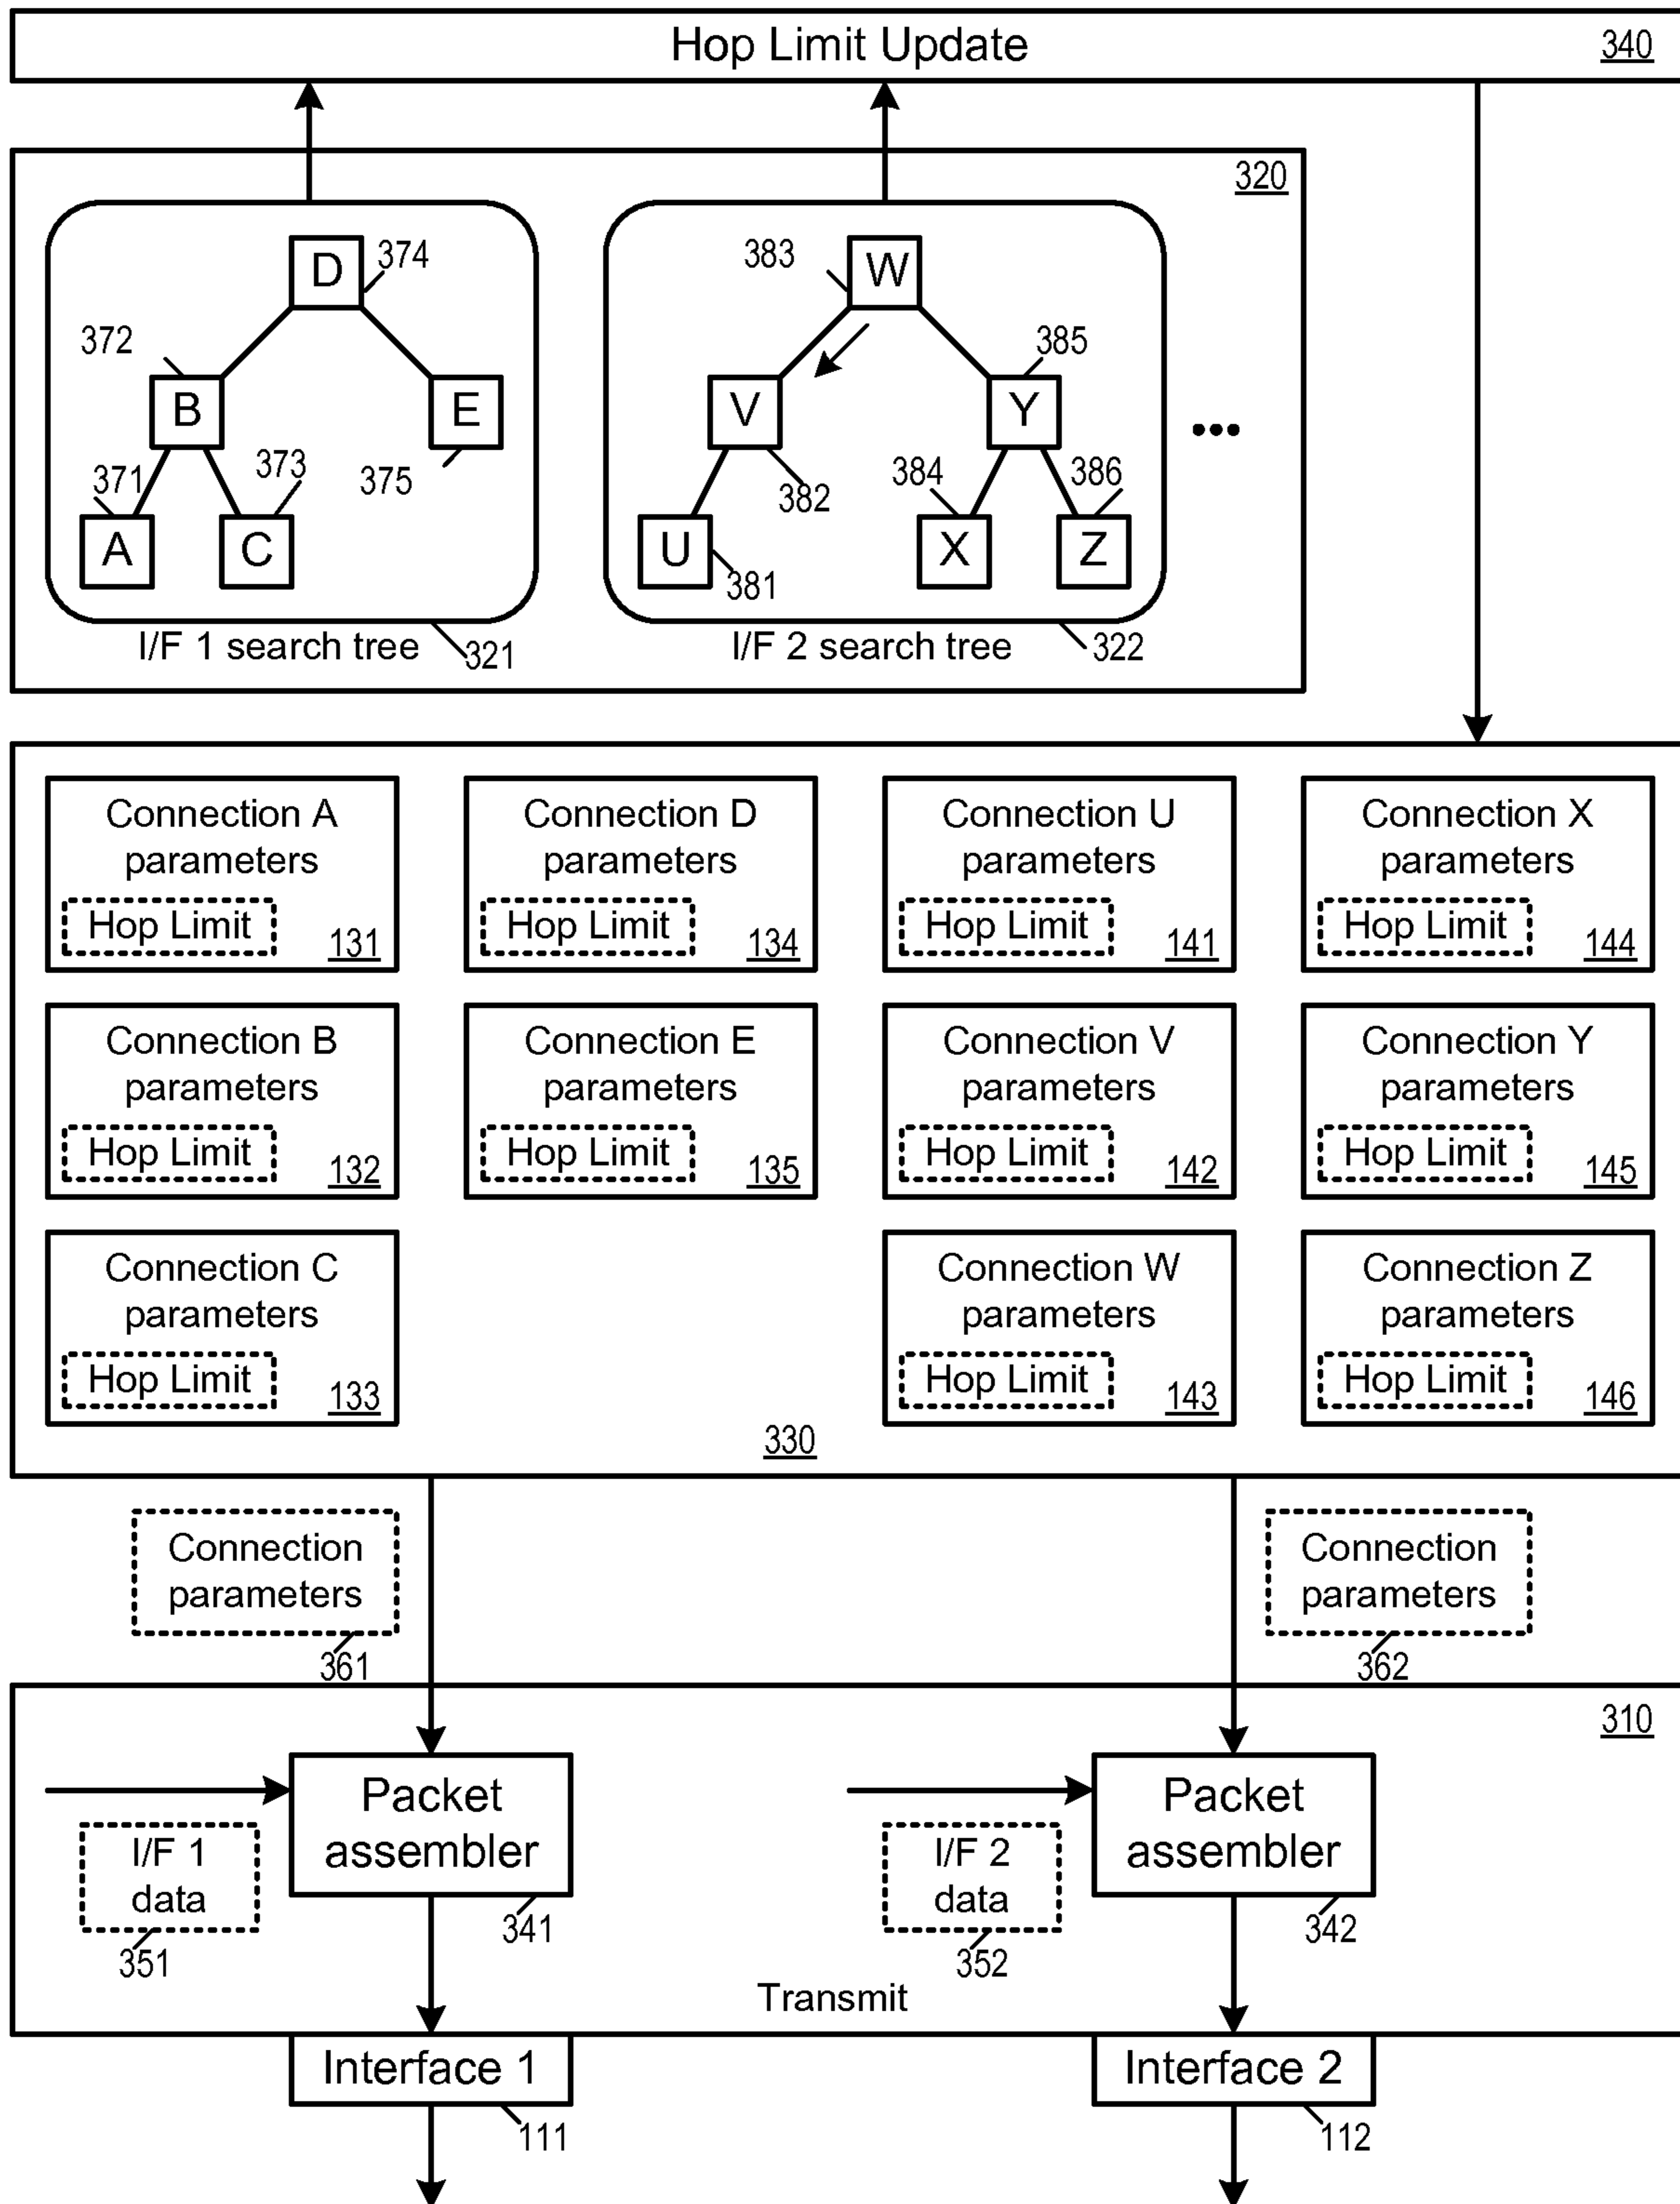 Hop Limit Update
340
320
D
374
383
W
372
385
B
E
V
Y
371
373
375
382
384
386
A
C
U
381
X
Z
•••
I/F 1 search tree
321
I/F 2 search tree
322
Connection A
parameters
Hop Limit
131
Connection D
parameters
Hop Limit
134
Connection U
parameters
Hop Limit
141
Connection X
parameters
Hop Limit
144
Connection B
parameters
Hop Limit
132
Connection E
parameters
Hop Limit
135
Connection V
parameters
Hop Limit
142
Connection Y
parameters
Hop Limit
145
Connection C
parameters
Hop Limit
133
Connection W
parameters
Hop Limit
143
Connection Z
parameters
Hop Limit
146
330
Connection
parameters
361
Connection
parameters
362
310
Packet
assembler
341
I/F 1
data
351
Packet
assembler
342
I/F 2
data
352
Transmit
Interface 1
111
Interface 2
112